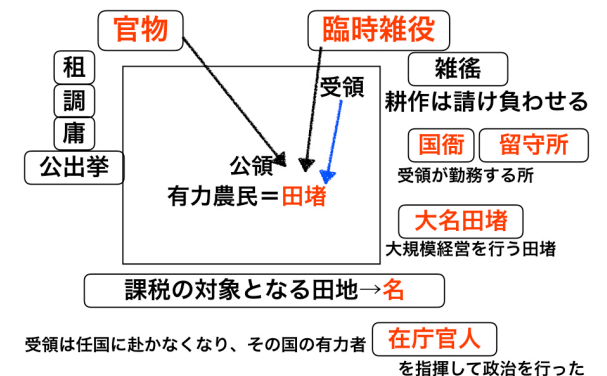 官物
臨時雑役
租
調
庸
公出挙
受領
雑徭
耕作は請け負わせる
国衙
留守所
受領が勤務する所
公領
有力農民＝田堵
大名田堵
大規模経営を行う田堵
課税の対象となる田地→名
受領は任国に赴かなくなり、その国の有力者
在庁官人
を指揮して政治を行った